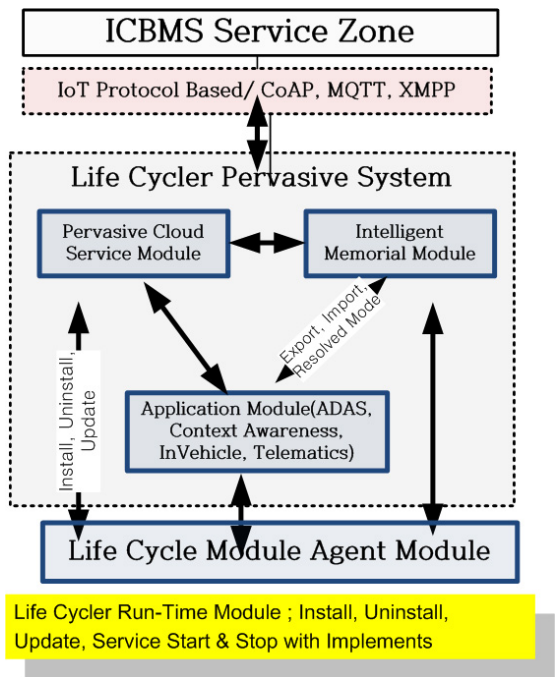 ICBMS Service Zone
IoT Protocol Based/ CoAP, MQTT, XMPP
Life Cycler Pervasive System
Pervasive Cloud
Service Module
Intelligent
Memorial Module
Export, Import,
Resolved Mode
Install, Uninstall,
Update
Application Module(ADAS,
Context Awareness,
InVehicle, Telematics)
Life Cycle Module Agent Module
Life Cycler Run-Time Module ; Install, Uninstall,
Update, Service Start & Stop with Implements